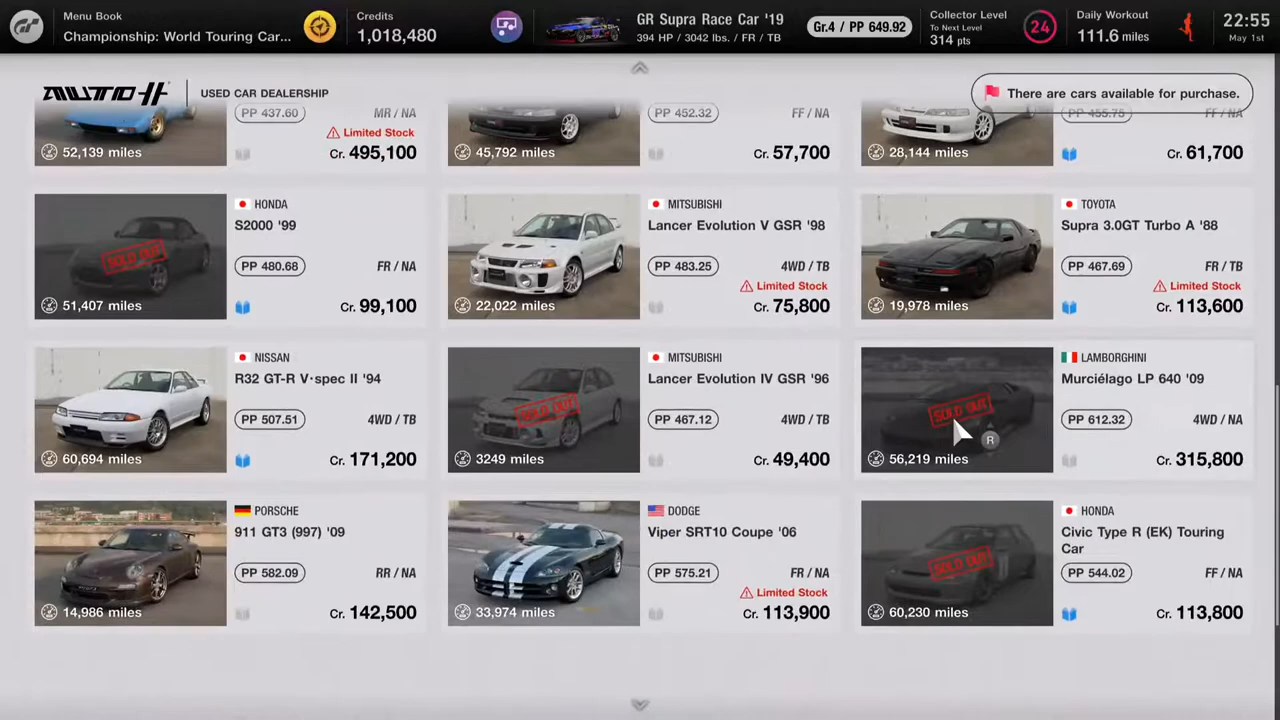 Menu Book
Championship: World Touring Car...
Credits
1,018,480
GR Supra Race Car '19
394 HP / 3042 lbs. / FR / TB
Gr.4 / PP 649.92
Collector Level
To Next Level
314 pts
24
Daily Workout
111.6 miles
22:55
May 1st
AUTO
USED CAR DEALERSHIP
There are cars available for purchase.
PP 437.60
MR / NA
Limited Stock
52,139 miles
Cr. 495,100
PP 452.32
FF / NA
45,792 miles
Cr. 57,700
PP 455.75
FF / NA
28,144 miles
Cr. 61,700
HONDA
S2000 '99
SOLD OUT
PP 480.68
FR / NA
51,407 miles
Cr. 99,100
MITSUBISHI
Lancer Evolution V GSR '98
PP 483.25
4WD / TB
Limited Stock
22,022 miles
Cr. 75,800
TOYOTA
Supra 3.0GT Turbo A '88
PP 467.69
FR / TB
Limited Stock
19,978 miles
Cr. 113,600
NISSAN
R32 GT-R V·spec II '94
PP 507.51
4WD / TB
60,694 miles
Cr. 171,200
MITSUBISHI
Lancer Evolution IV GSR '96
SOLD OUT
PP 467.12
4WD / TB
3249 miles
Cr. 49,400
LAMBORGHINI
Murciélago LP 640 '09
SOLD OUT
R
PP 612.32
4WD / NA
56,219 miles
Cr. 315,800
PORSCHE
911 GT3 (997) '09
PP 582.09
RR / NA
14,986 miles
Cr. 142,500
DODGE
Viper SRT10 Coupe '06
PP 575.21
FR / NA
Limited Stock
33,974 miles
Cr. 113,900
HONDA
Civic Type R (EK) Touring
Car
SOLD OUT
PP 544.02
FF / NA
60,230 miles
Cr. 113,800